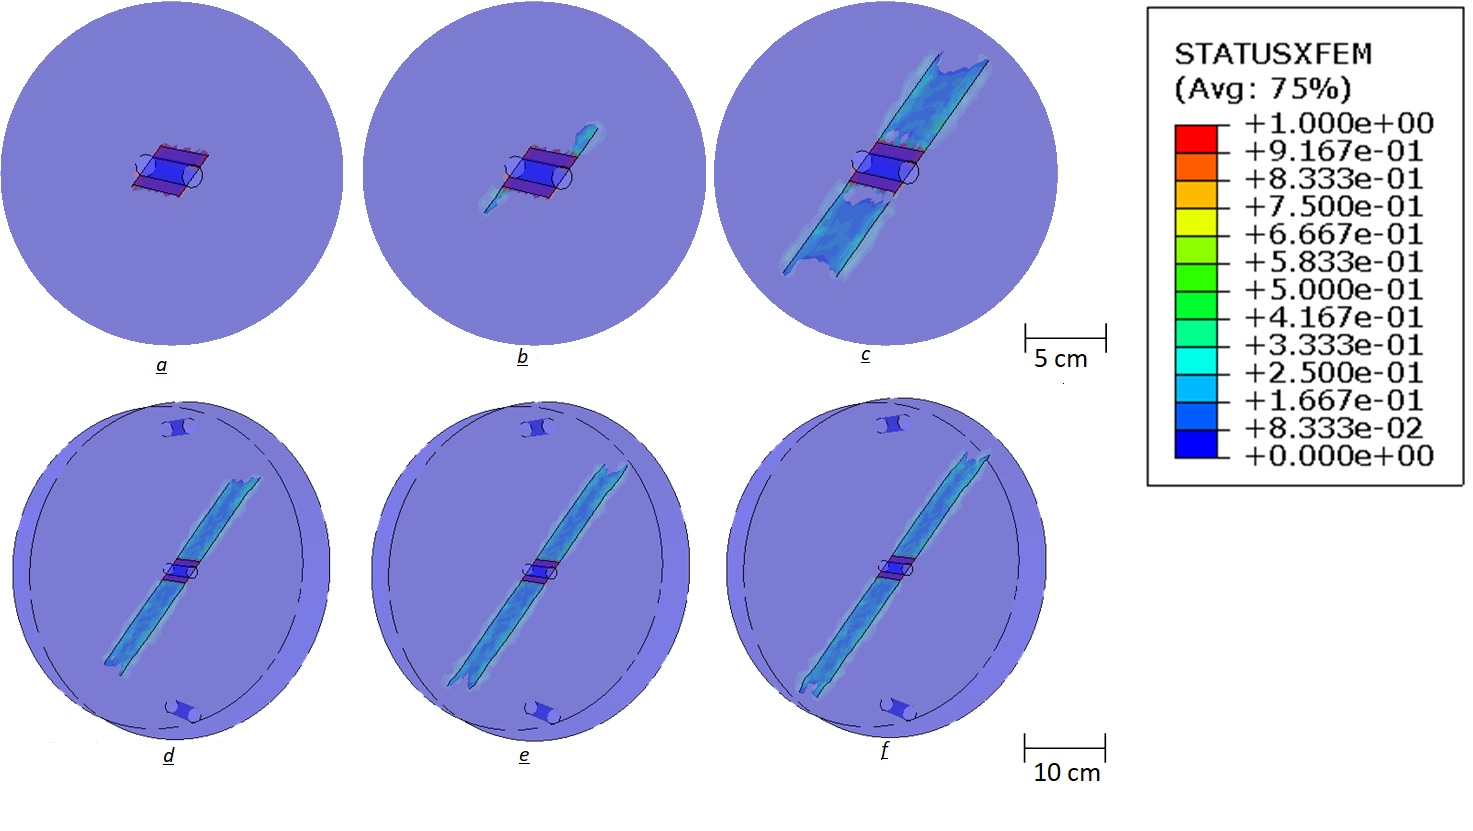 STATUSXFEM
(Avg: 75%)
+1.000e+00
+9.167e-01
+8.333e-01
+7.500e-01
+6.667e-01
+5.833e-01
+5.000e-01
+4.167e-01
+3.333e-01
+2.500e-01
+1.667e-01
+8.333e-02
+0.000e+00
a
b
c
5 cm
d
e
f
10 cm